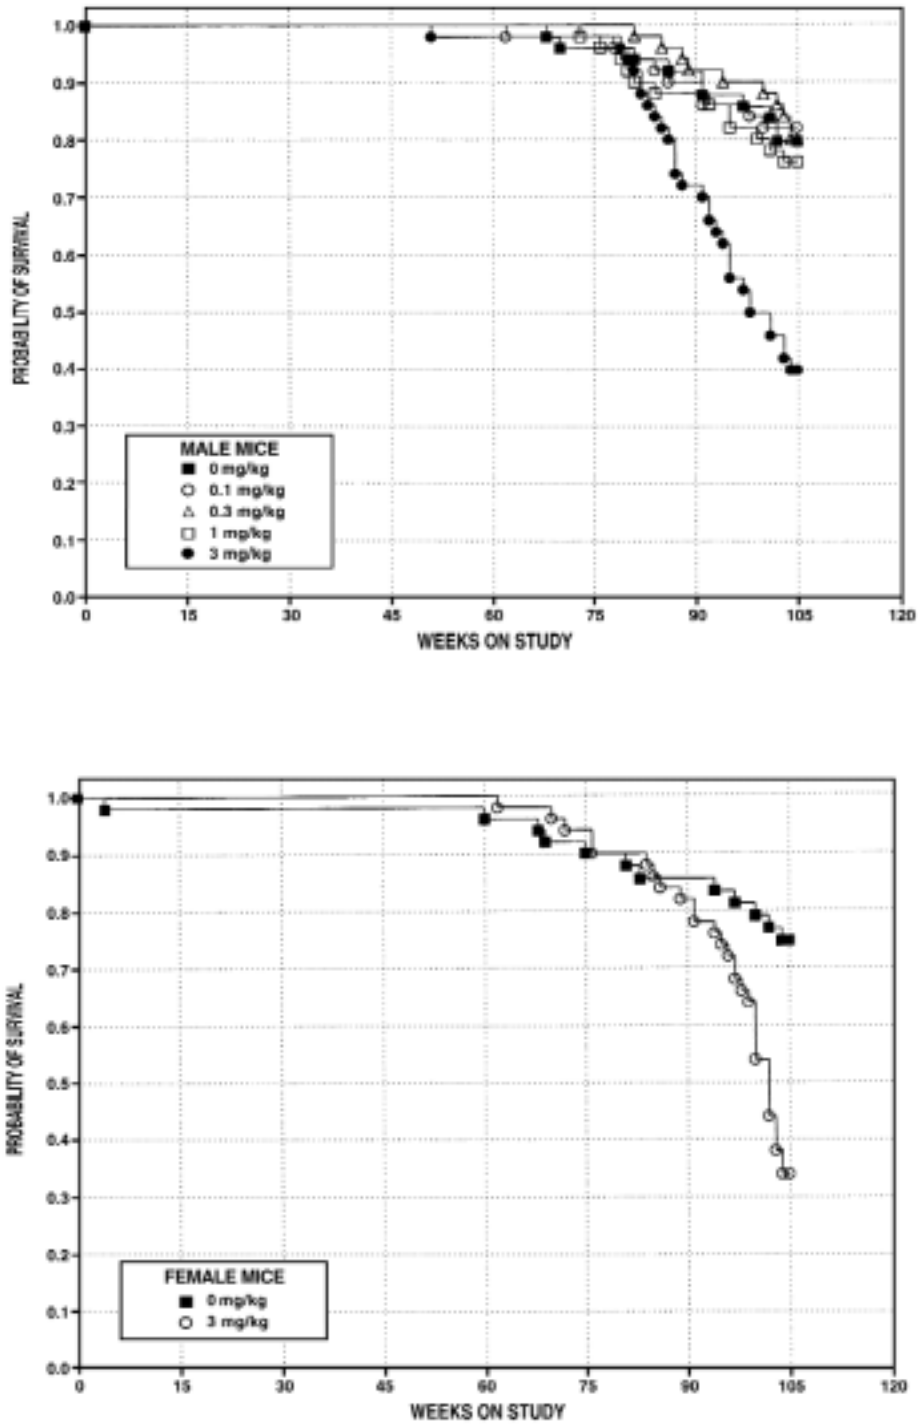 1.0
0.9
0.8
0.7
0.6
0.5
0.4
0.3
0.2
0.1
0.0
PROBABILITY OF SURVIVAL
MALE MICE
0 mg/kg
0.1 mg/kg
0.3 mg/kg
1 mg/kg
3 mg/kg
0 15 30 45 60 75 90 105 120
WEEKS ON STUDY
1.0
0.9
0.8
0.7
0.6
0.5
0.4
0.3
0.2
0.1
0.0
PROBABILITY OF SURVIVAL
FEMALE MICE
0 mg/kg
3 mg/kg
0 15 30 45 60 75 90 105 120
WEEKS ON STUDY